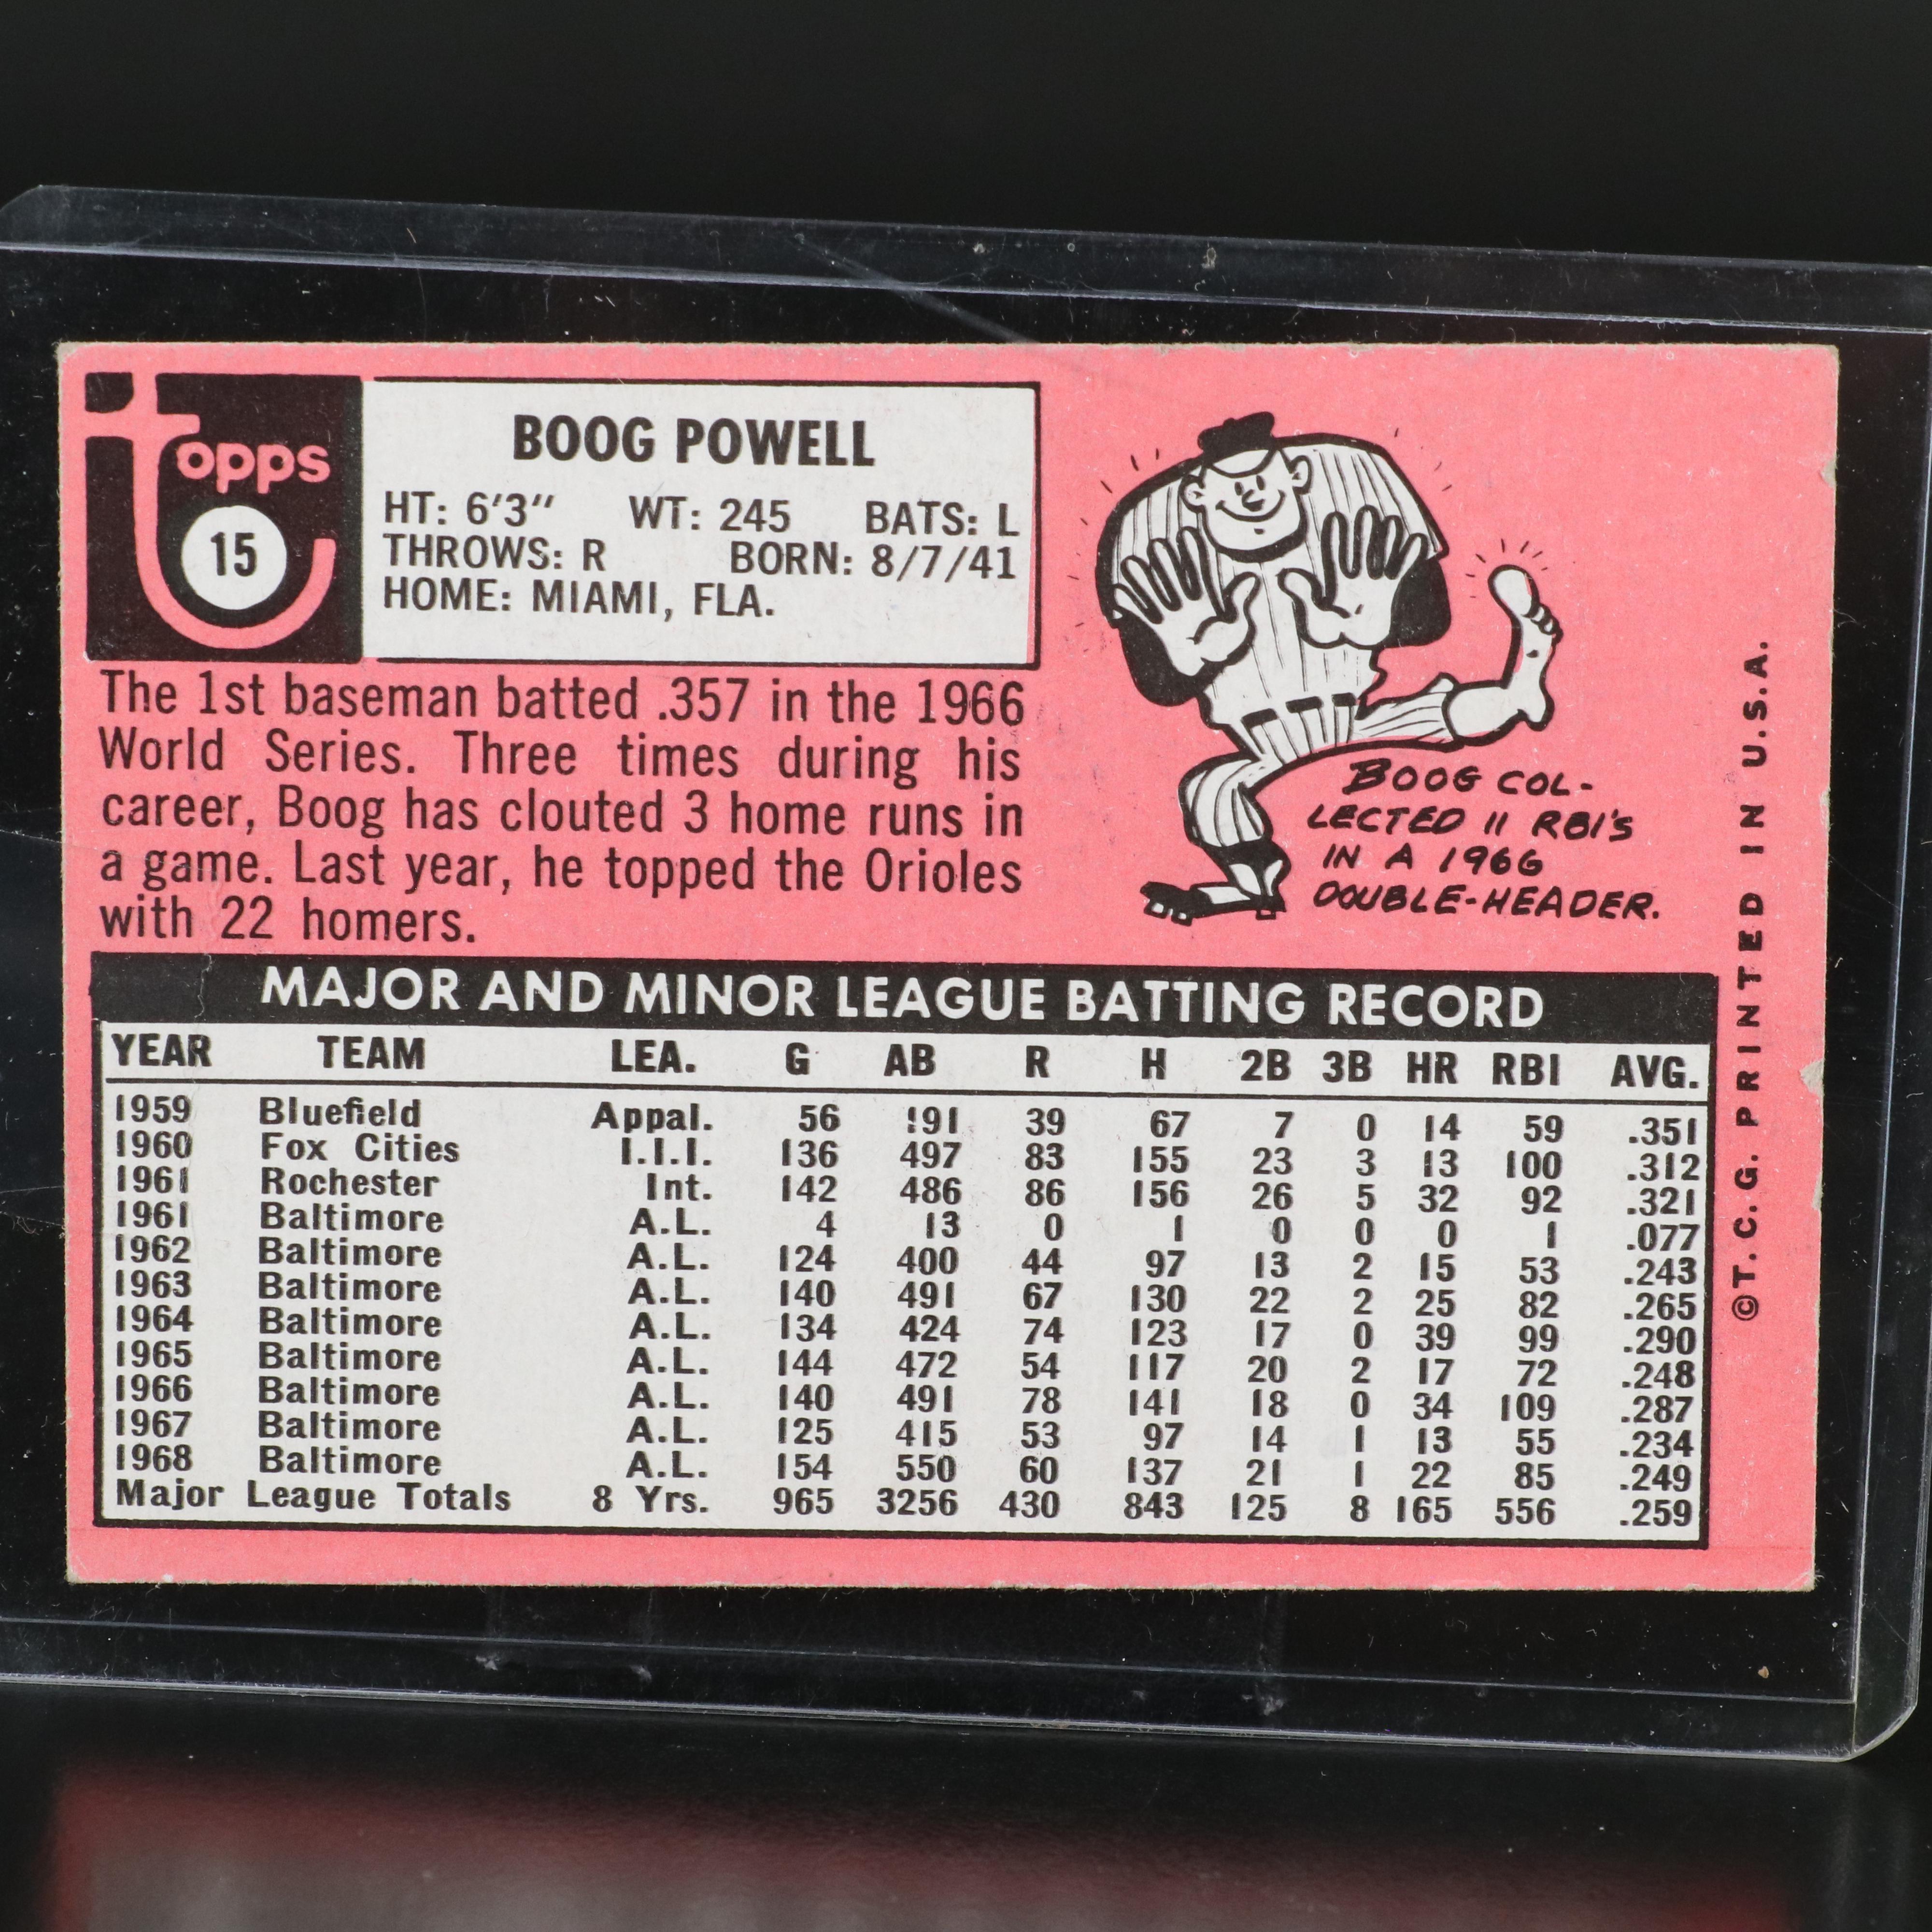 topps
15
BOOG POWELL
HT: 6'3" WT: 245 BATS: L
THROWS: R BORN: 8/7/41
HOME: MIAMI, FLA.
The 1st baseman batted .357 in the 1966
World Series. Three times during his
career, Boog has clouted 3 home runs in
a game. Last year, he topped the Orioles
with 22 homers.
BOOG COL-
LECTED 11 RBI'S
IN A 1966
DOUBLE-HEADER.
MAJOR AND MINOR LEAGUE BATTING RECORD
YEAR TEAM LEA. G AB R H 2B 3B HR RBI AVG.
1959 Bluefield Appal. 56 191 39 67 7 0 14 59 .351
1960 Fox Cities I.I.I. 136 497 83 155 23 3 13 100 .312
1961 Rochester Int. 142 486 86 156 26 5 32 92 .321
1961 Baltimore A.L. 4 13 0 1 0 0 0 1 .077
1962 Baltimore A.L. 124 400 44 97 13 2 15 53 .243
1963 Baltimore A.L. 140 491 67 130 22 2 25 82 .265
1964 Baltimore A.L. 134 424 74 123 17 0 39 99 .290
1965 Baltimore A.L. 144 472 54 117 20 2 17 72 .248
1966 Baltimore A.L. 140 491 78 141 18 0 34 109 .287
1967 Baltimore A.L. 125 415 53 97 14 1 13 55 .234
1968 Baltimore A.L. 154 550 60 137 21 1 22 85 .249
Major League Totals 8 Yrs. 965 3256 430 843 125 8 165 556 .259
©T.C.G. PRINTED IN U.S.A.